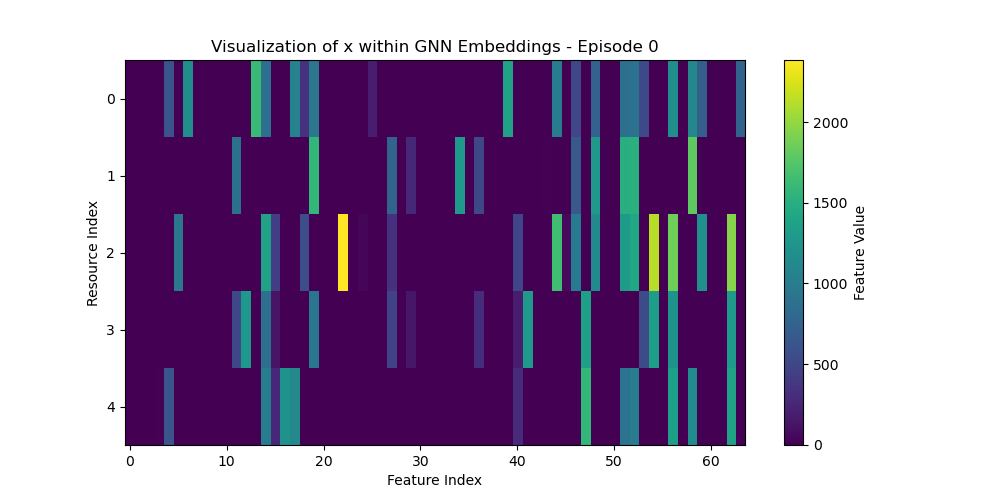 Visualization of x within GNN Embeddings - Episode 0
Resource Index
0
1
2
3
4
0 10 20 30 40 50 60
Feature Index
2000
1500
1000
500
0
Feature Value